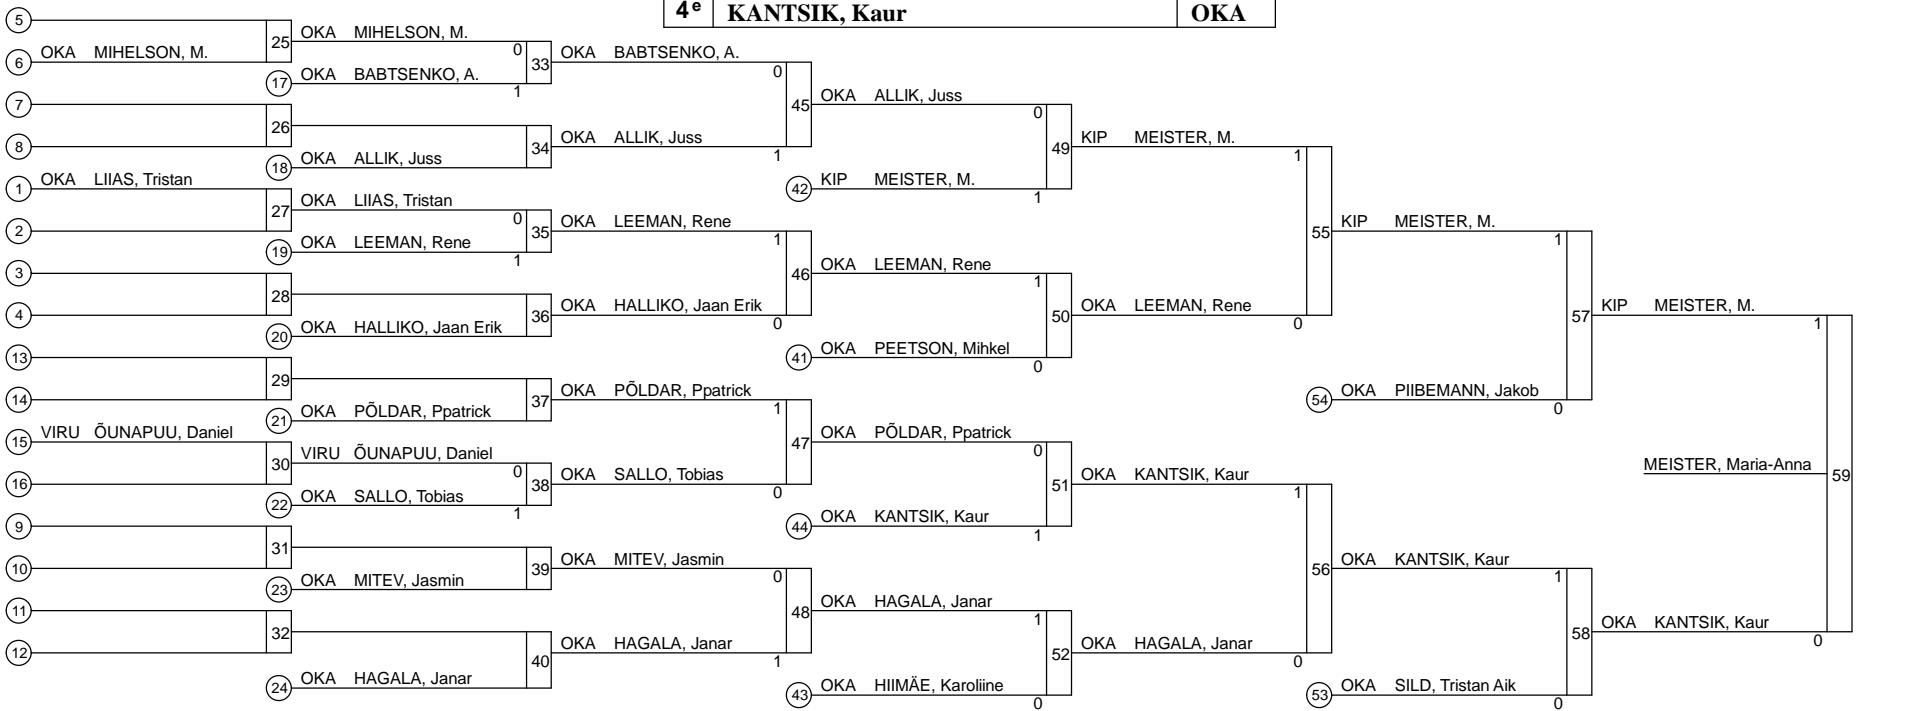 4e KANTSIK, Kaur OKA
5
25 OKA MIHELSON, M.
0
6 OKA MIHELSON, M.
33 OKA BABTSENKO, A.
0
17 OKA BABTSENKO, A.
1
7
45 OKA ALLIK, Juss
0
26
8
34 OKA ALLIK, Juss
1
49 KIP MEISTER, M.
1
18 OKA ALLIK, Juss
1 OKA LIIAS, Tristan
42 KIP MEISTER, M.
1
27 OKA LIIAS, Tristan
0
2
35 OKA LEEMAN, Rene
1
55 KIP MEISTER, M.
1
19 OKA LEEMAN, Rene
1
3
46 OKA LEEMAN, Rene
1
28
4
36 OKA HALLIKO, Jaan Erik
0
50 OKA LEEMAN, Rene
0
57 KIP MEISTER, M.
1
20 OKA HALLIKO, Jaan Erik
13
41 OKA PEETSON, Mihkel
0
29
14
37 OKA PÕLDAR, Ppatrick
1
54 OKA PIIBEMANN, Jakob
0
21 OKA PÕLDAR, Ppatrick
15 VIRU ÕUNAPUU, Daniel
47 OKA PÕLDAR, Ppatrick
0
30 VIRU ÕUNAPUU, Daniel
0
MEISTER, Maria-Anna 59
16
38 OKA SALLO, Tobias
0
51 OKA KANTSIK, Kaur
1
22 OKA SALLO, Tobias
1
9
44 OKA KANTSIK, Kaur
1
31
10
39 OKA MITEV, Jasmin
0
56 OKA KANTSIK, Kaur
1
23 OKA MITEV, Jasmin
11
48 OKA HAGALA, Janar
1
32
58 OKA KANTSIK, Kaur
0
12
40 OKA HAGALA, Janar
1
52 OKA HAGALA, Janar
0
24 OKA HAGALA, Janar
43 OKA HIIMÄE, Karoliine
0
53 OKA SILD, Tristan Aik
0